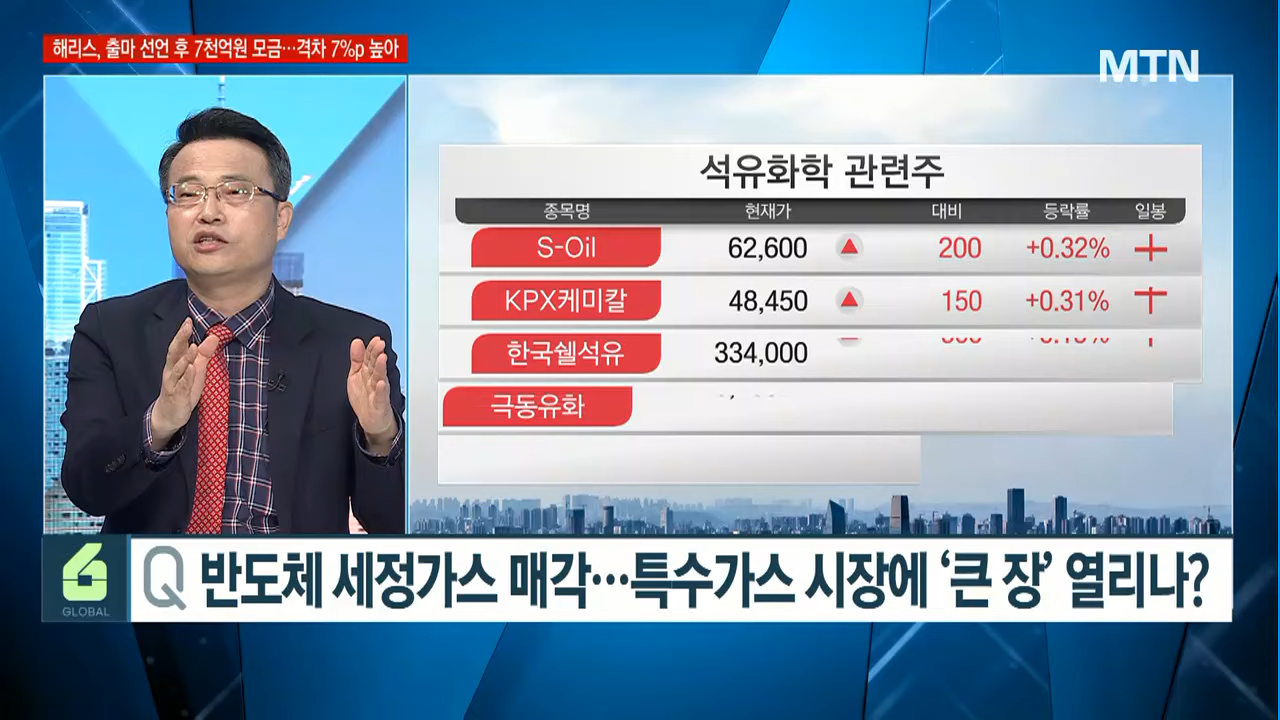 해리스, 출마 선언 후 7천억원 모금…격차 7%p 높아
MTN
석유화학 관련주
종목명 현재가 대비 등락률 일봉
S-Oil 62,600 ▲ 200 +0.32%
KPX케미칼 48,450 ▲ 150 +0.31%
한국쉘석유 334,000
극동유화
6
GLOBAL
Q 반도체 세정가스 매각…특수가스 시장에 ‘큰 장’ 열리나?